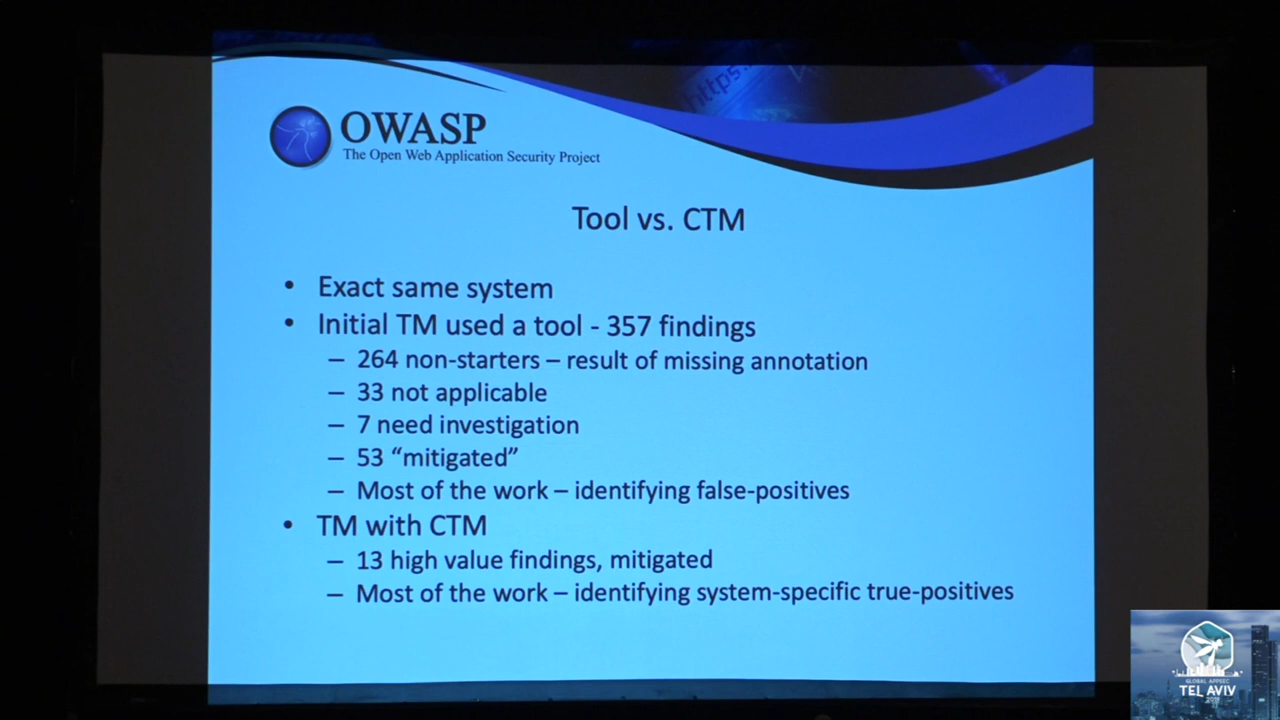 https:
OWASP
The Open Web Application Security Project
Tool vs. CTM
• Exact same system
• Initial TM used a tool - 357 findings
– 264 non-starters – result of missing annotation
– 33 not applicable
– 7 need investigation
– 53 “mitigated”
– Most of the work – identifying false-positives
• TM with CTM
– 13 high value findings, mitigated
– Most of the work – identifying system-specific true-positives
GLOBAL APPSEC
TEL AVIV